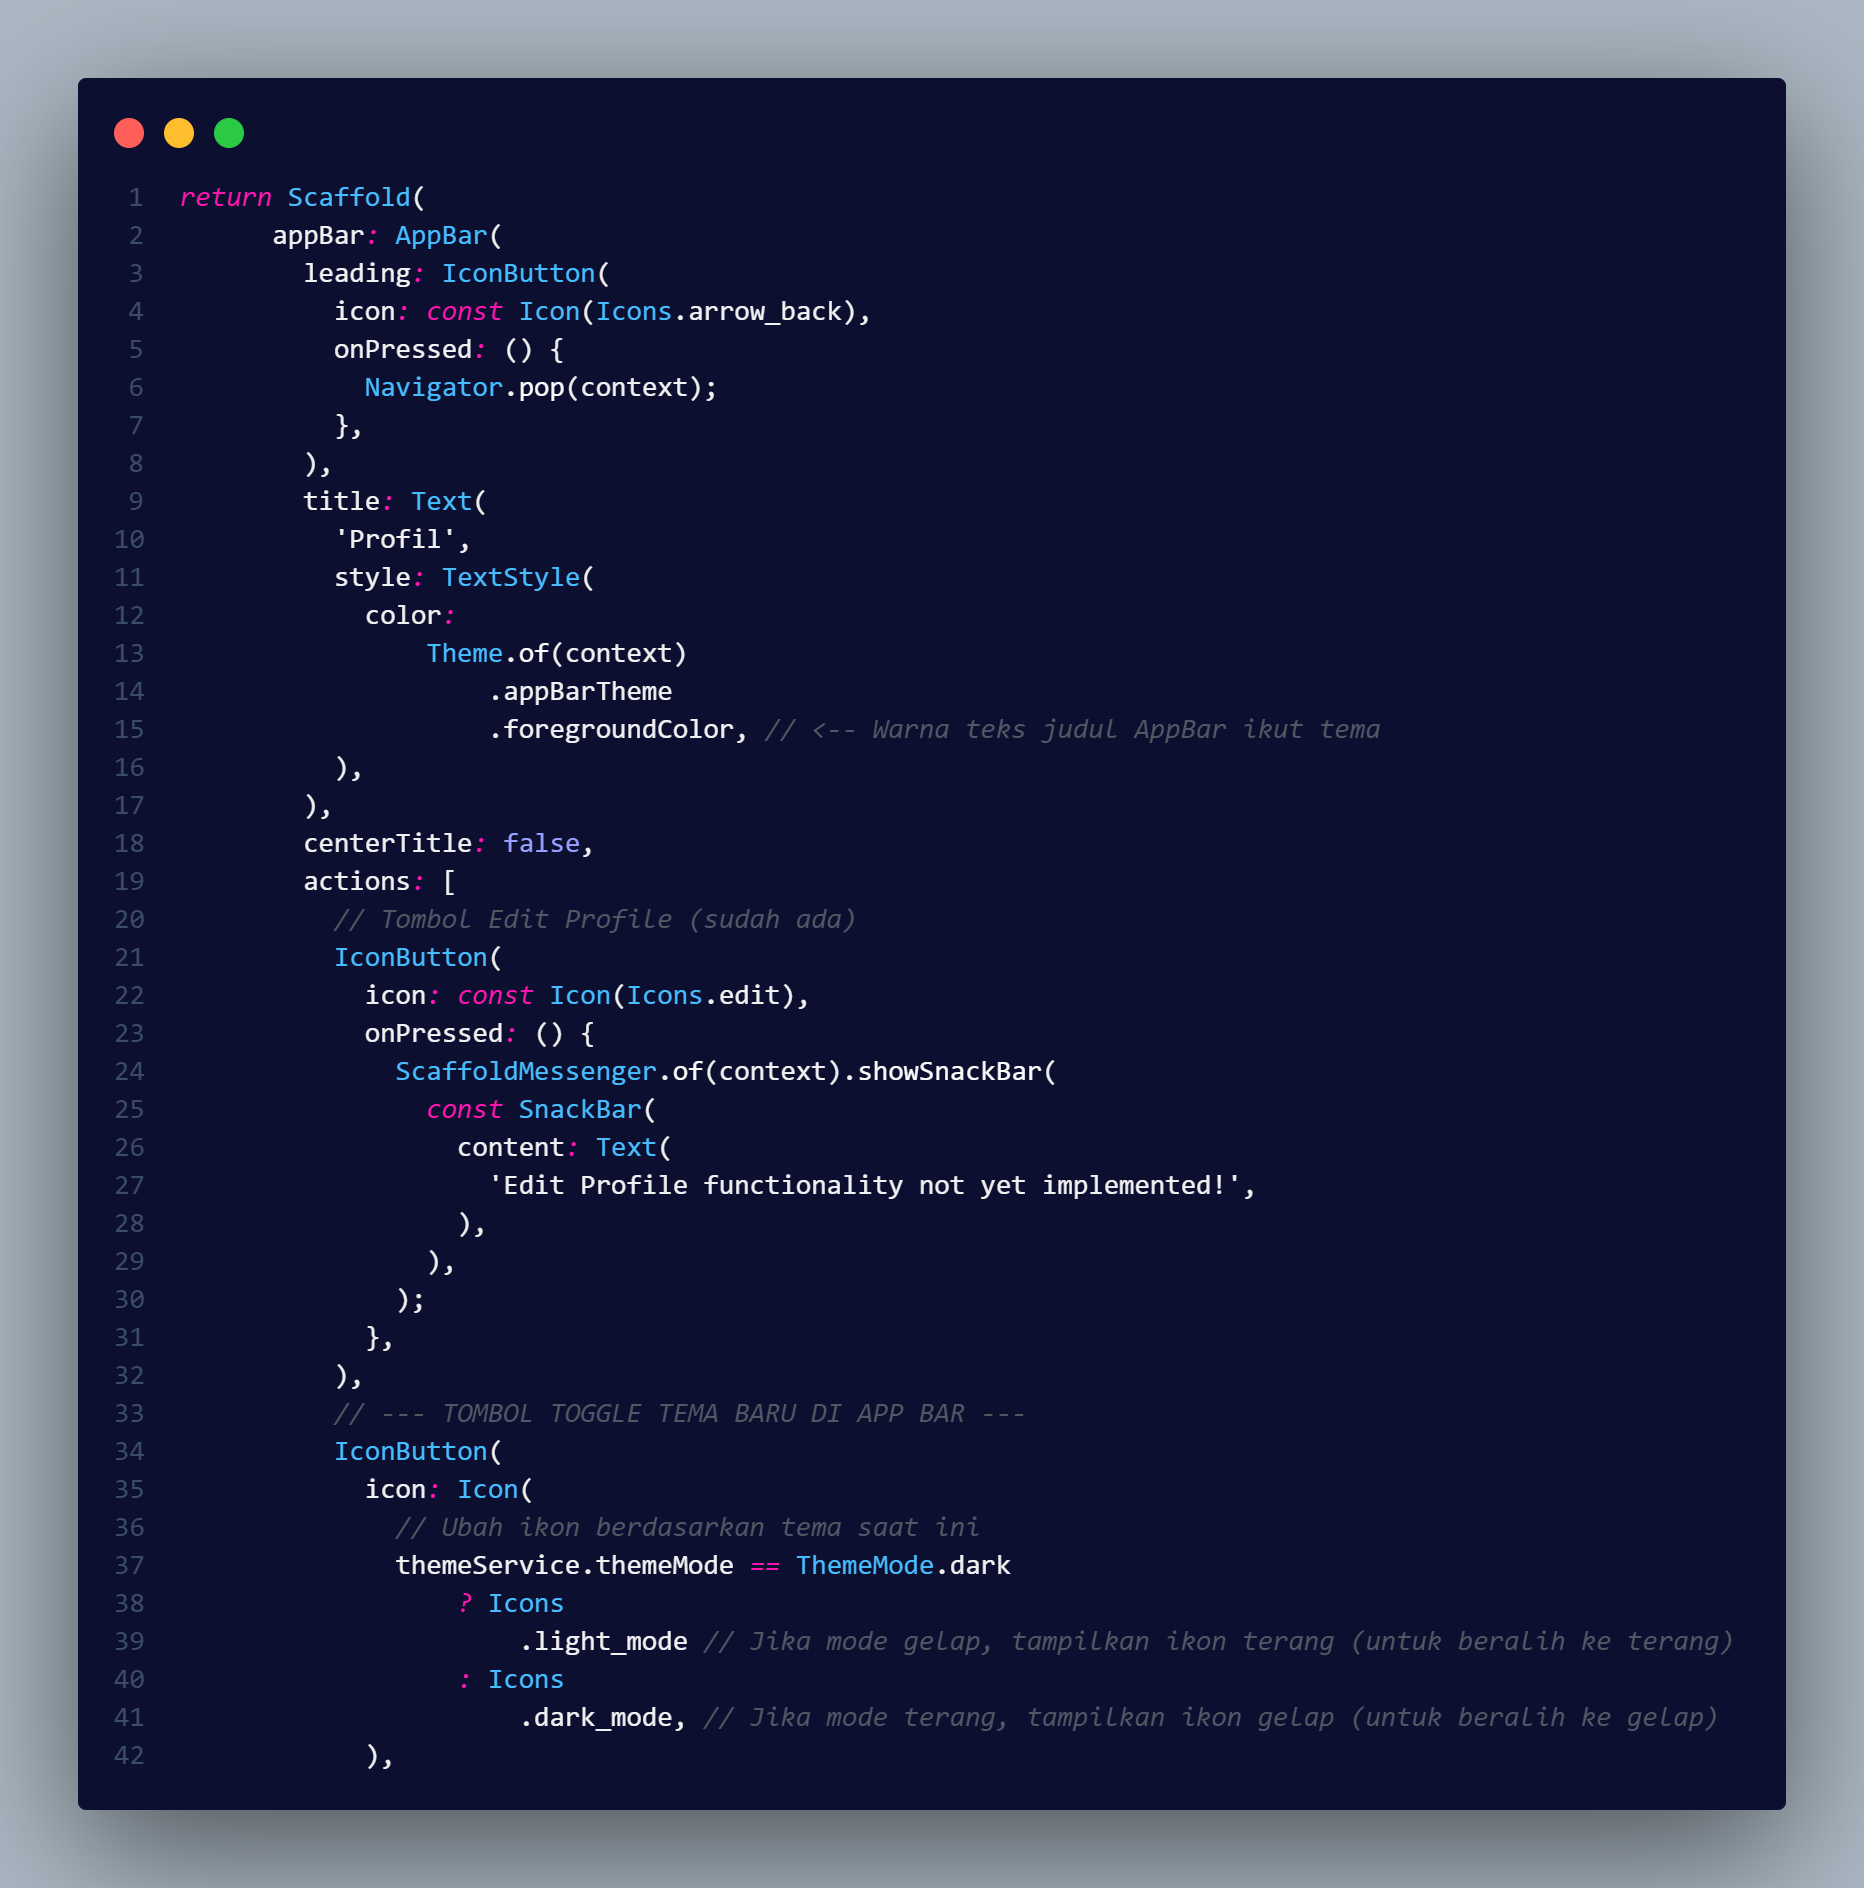 1 return Scaffold(
2 appBar: AppBar(
3 leading: IconButton(
4 icon: const Icon(Icons.arrow_back),
5 onPressed: () {
6 Navigator.pop(context);
7 },
8 ),
9 title: Text(
10 'Profil',
11 style: TextStyle(
12 color:
13 Theme.of(context)
14 .appBarTheme
15 .foregroundColor, // <-- Warna teks judul AppBar ikut tema
16 ),
17 ),
18 centerTitle: false,
19 actions: [
20 // Tombol Edit Profile (sudah ada)
21 IconButton(
22 icon: const Icon(Icons.edit),
23 onPressed: () {
24 ScaffoldMessenger.of(context).showSnackBar(
25 const SnackBar(
26 content: Text(
27 'Edit Profile functionality not yet implemented!',
28 ),
29 ),
30 );
31 },
32 ),
33 // --- TOMBOL TOGGLE TEMA BARU DI APP BAR ---
34 IconButton(
35 icon: Icon(
36 // Ubah ikon berdasarkan tema saat ini
37 themeService.themeMode == ThemeMode.dark
38 ? Icons
39 .light_mode // Jika mode gelap, tampilkan ikon terang (untuk beralih ke terang)
40 : Icons
41 .dark_mode, // Jika mode terang, tampilkan ikon gelap (untuk beralih ke gelap)
42 ),